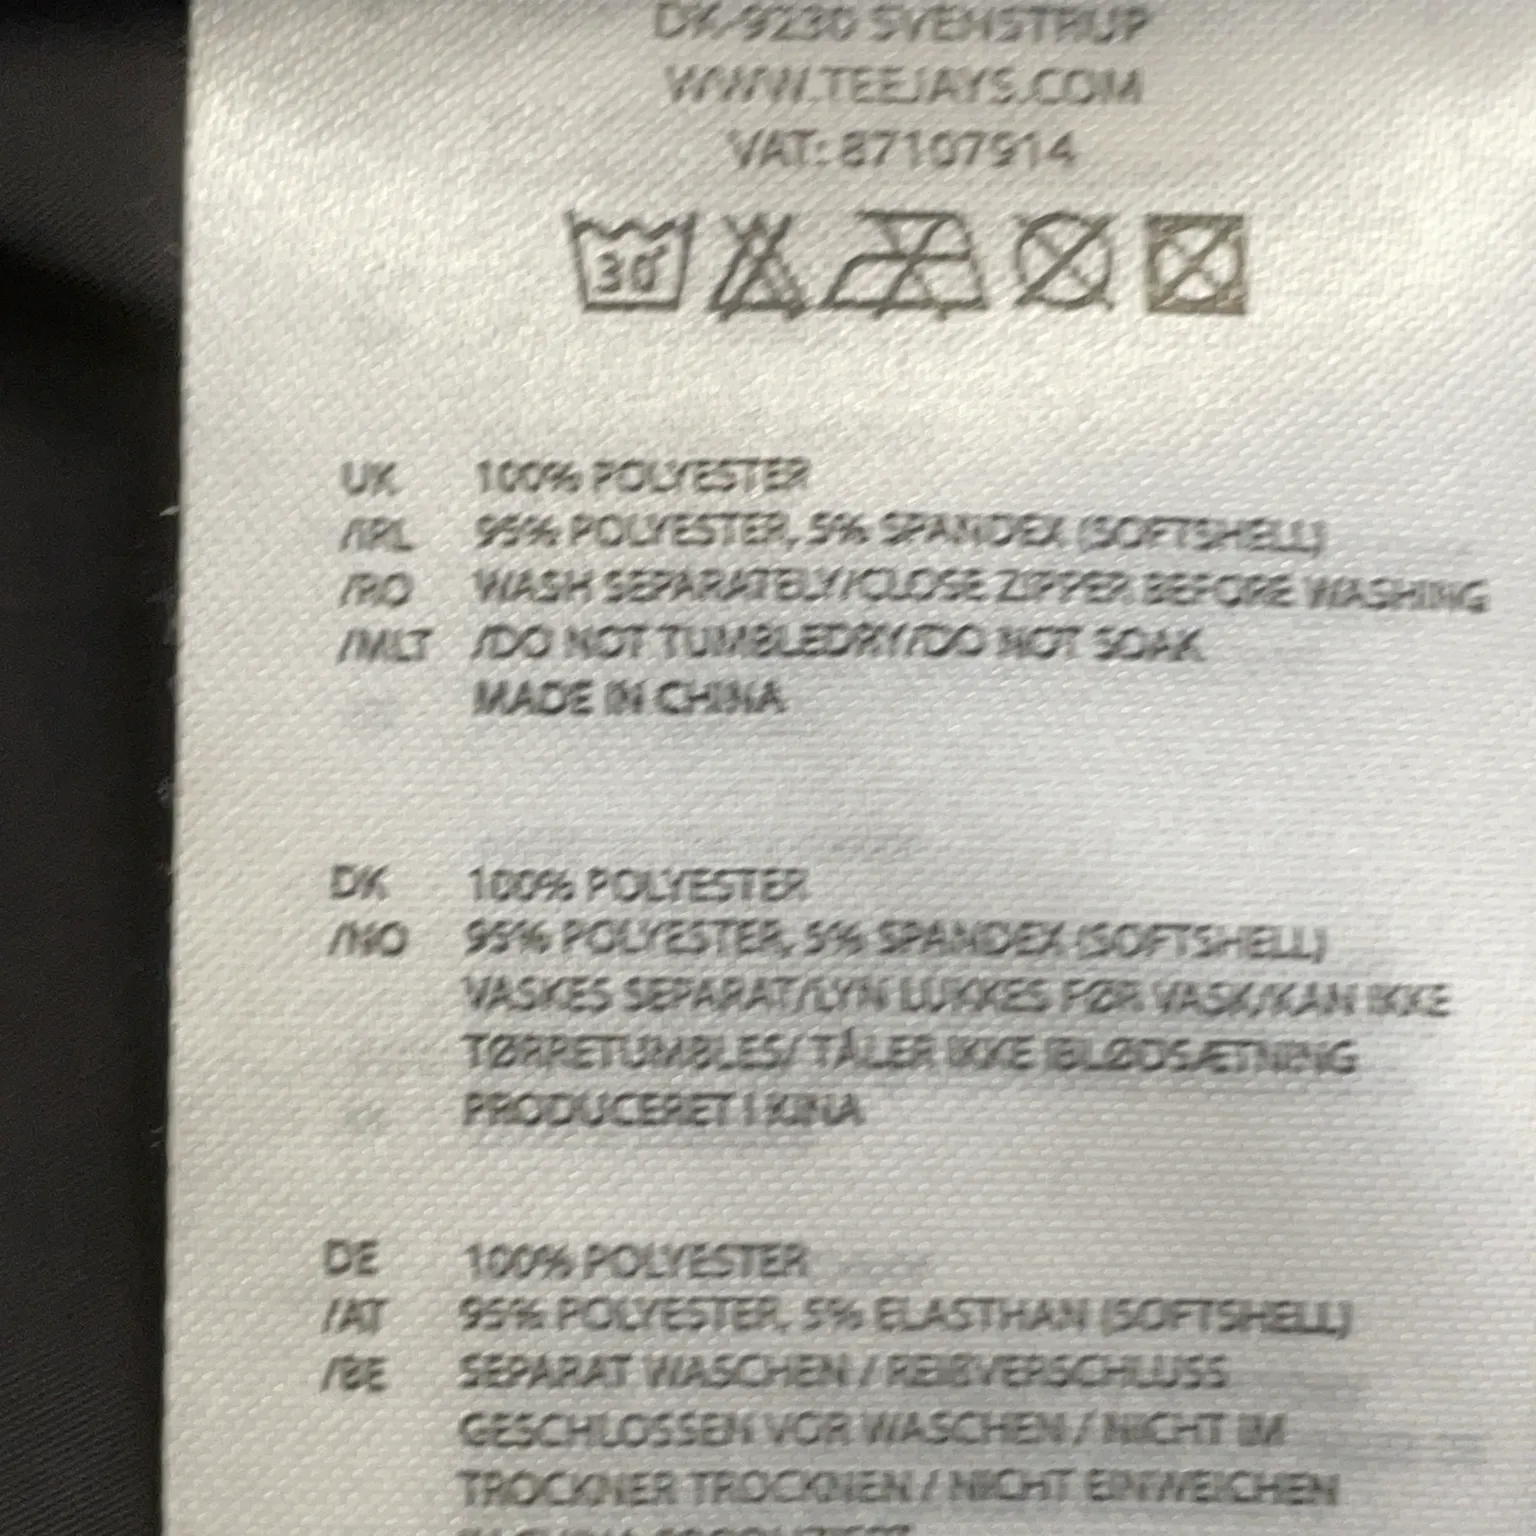 DK-9230 SVENSTRUP
WWW.TEEJAYS.COM
VAT: 87107914
30°
UK 100% POLYESTER
/IRL 95% POLYESTER, 5% SPANDEX (SOFTSHELL)
/RO WASH SEPARATELY/CLOSE ZIPPER BEFORE WASHING
/MLT /DO NOT TUMBLEDRY/DO NOT SOAK
MADE IN CHINA
DK 100% POLYESTER
/NO 95% POLYESTER, 5% SPANDEX (SOFTSHELL)
VASKES SEPARAT/LYN LUKKES FØR VASK/KAN IKKE
TØRRETUMBLES/ TÅLER IKKE IBLØDSÆTNING
PRODUCERET I KINA
DE 100% POLYESTER
/AT 95% POLYESTER, 5% ELASTHAN (SOFTSHELL)
/BE SEPARAT WASCHEN / REIßVERSCHLUSS
GESCHLOSSEN VOR WASCHEN / NICHT IM
TROCKNER TROCKNEN / NICHT EINWEICHEN